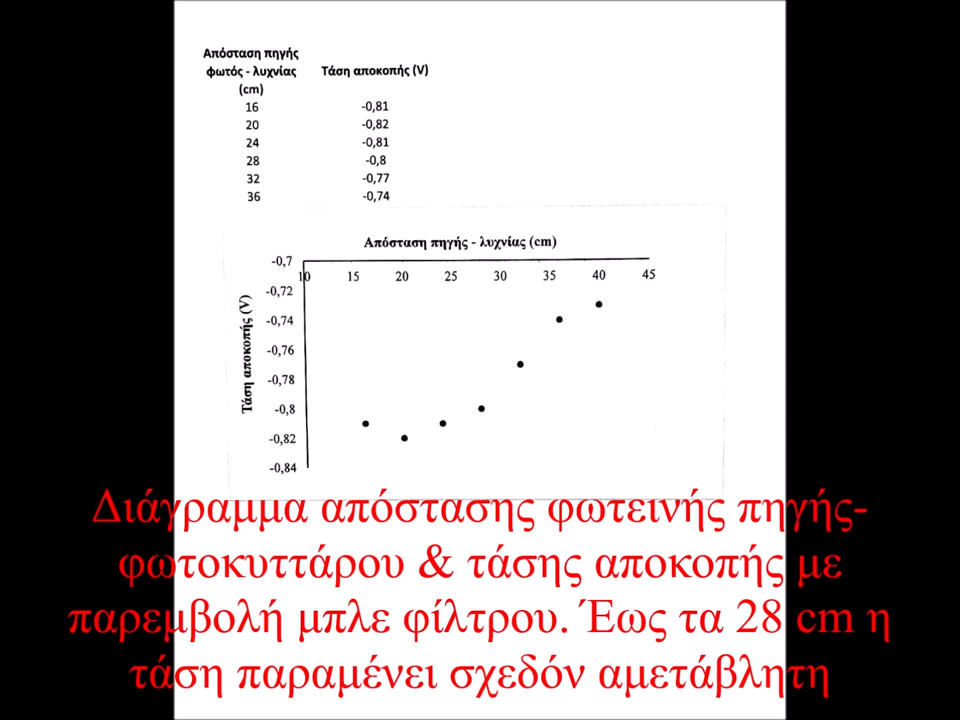 Απόσταση πηγής
φωτός - λυχνίας
(cm)
Τάση αποκοπής (V)
16 -0,81
20 -0,82
24 -0,81
28 -0,8
32 -0,77
36 -0,74
Απόσταση πηγής - λυχνίας (cm)
-0,7
10 15 20 25 30 35 40 45
-0,72
-0,74
-0,76
-0,78
-0,8
-0,82
-0,84
Τάση αποκοπής (V)
Διάγραμμα απόστασης φωτεινής πηγής-
φωτοκυττάρου & τάσης αποκοπής με
παρεμβολή μπλε φίλτρου. Έως τα 28 cm η
τάση παραμένει σχεδόν αμετάβλητη